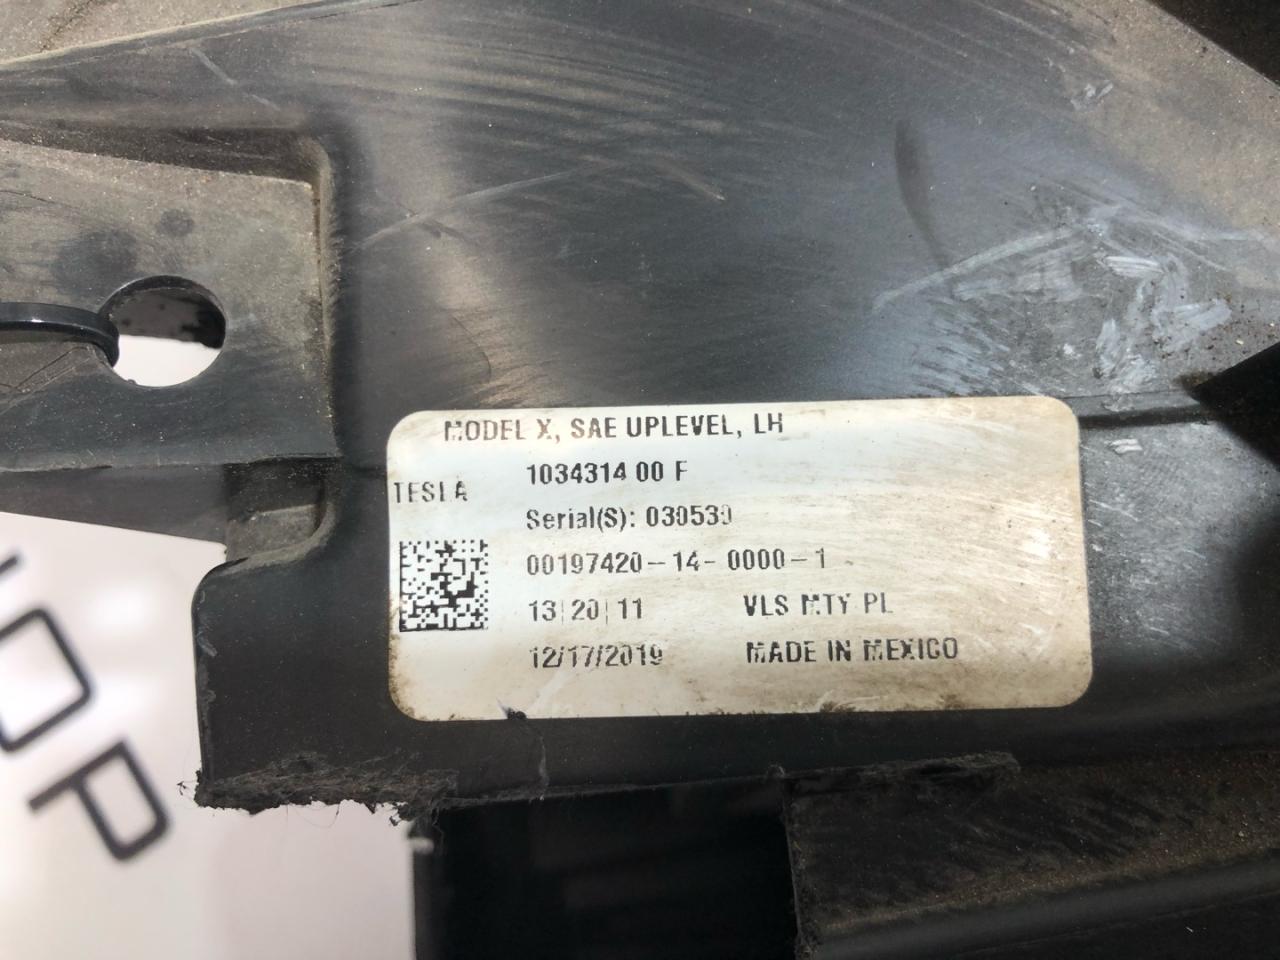 MODEL X, SAE UPLEVEL, LH
1034314 00 F
TESLA
Serial(S): 030539
00197420-14-0000-1
13|20|11 VLS MTY PL
12/17/2019 MADE IN MEXICO
OP